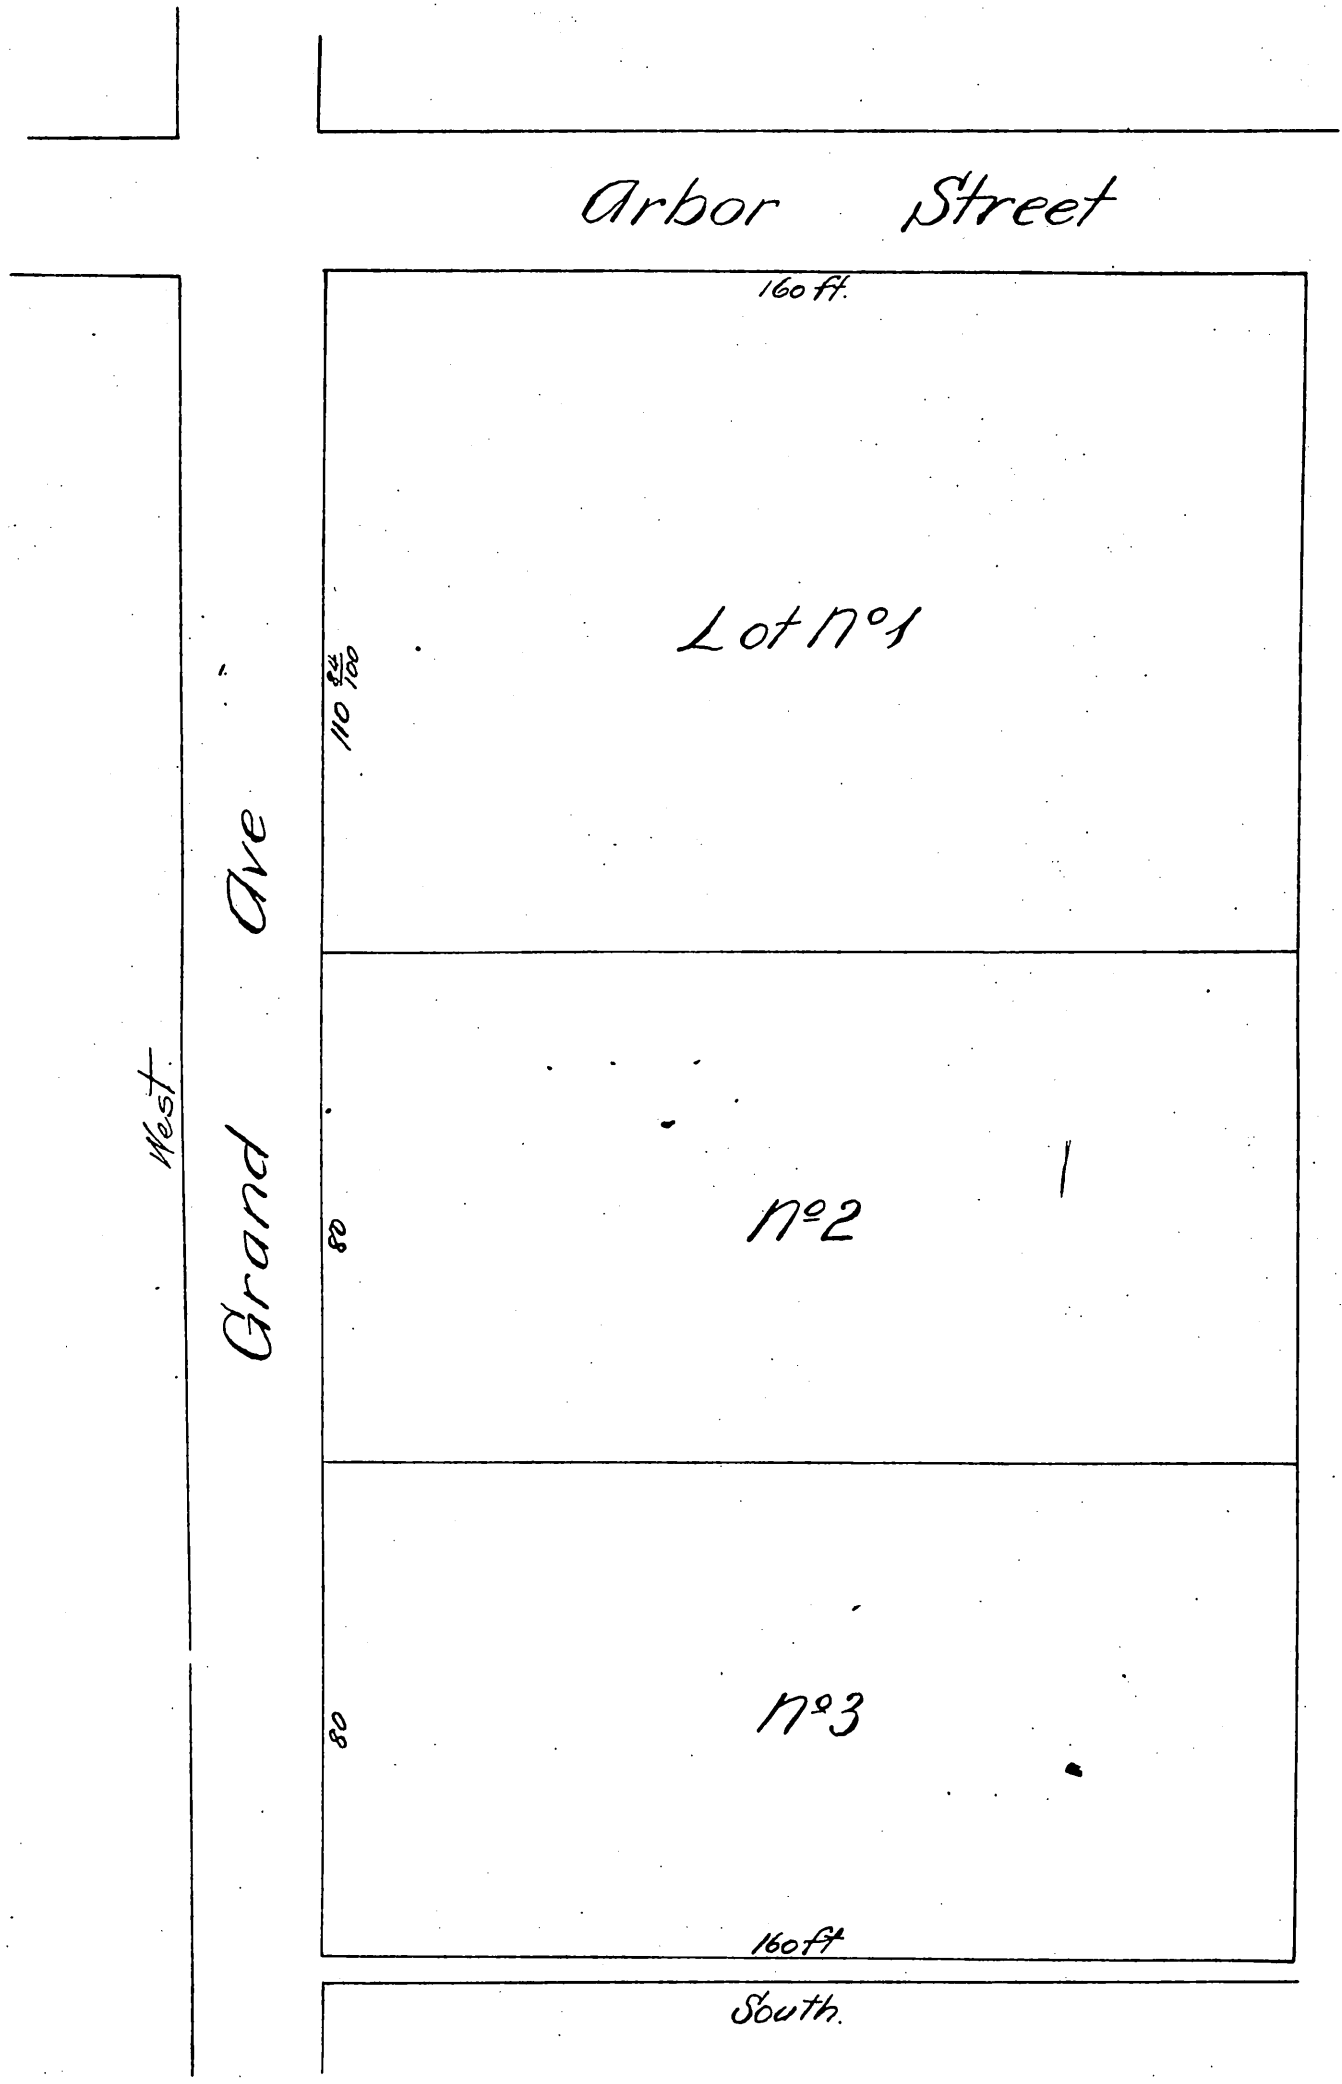 Arbor Street
160 ft.
Lot No 1
110 84/100
Grand Ave
West.
80
No 2
80
No 3
160 ft
South.